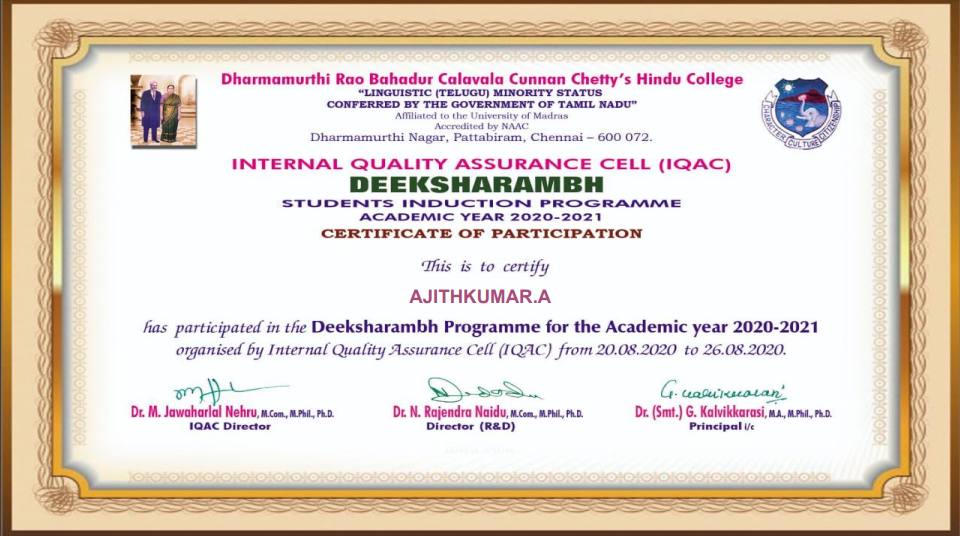 Dharmamurthi Rao Bahadur Calavala Cunnan Chetty's Hindu College
"LINGUISTIC (TELUGU) MINORITY STATUS
CONFERRED BY THE GOVERNMENT OF TAMIL NADU"
Affiliated to the University of Madras
Accredited by NAAC
Dharmamurthi Nagar, Pattabiram, Chennai – 600 072.
CHARACTER CULTURE CITIZENSHIP
INTERNAL QUALITY ASSURANCE CELL (IQAC)
DEEKSHARAMBH
STUDENTS INDUCTION PROGRAMME
ACADEMIC YEAR 2020-2021
CERTIFICATE OF PARTICIPATION
This is to certify
AJITHKUMAR.A
has participated in the Deeksharambh Programme for the Academic year 2020-2021
organised by Internal Quality Assurance Cell (IQAC) from 20.08.2020 to 26.08.2020.
G. Kalvikkarasi
Dr. M. Jawaharlal Nehru, M.Com., M.Phil., Ph.D.
IQAC Director
Dr. N. Rajendra Naidu, M.Com., M.Phil., Ph.D.
Director (R&D)
Dr. (Smt.) G. Kalvikkarasi, M.A., M.Phil., Ph.D.
Principal i/c